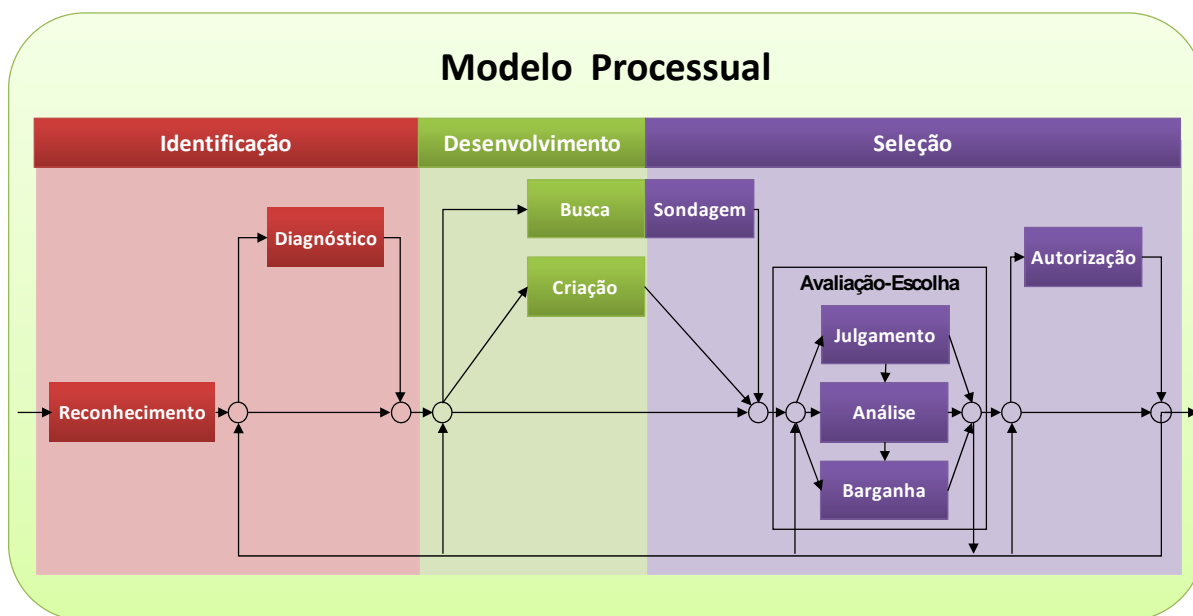 Modelo Processual
Identificação
Desenvolvimento
Seleção
Busca
Sondagem
Diagnóstico
Autorização
Criação
Avaliação-Escolha
Julgamento
Reconhecimento
Análise
Barganha